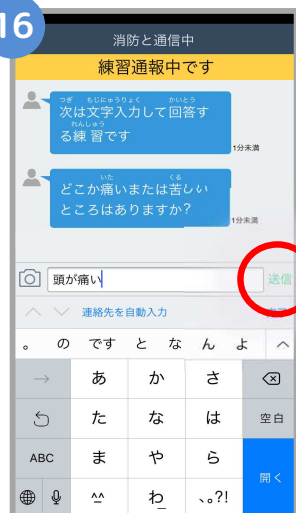 16
消防と通信中
練習通報中です
つぎ もじにゅうりょく かいとう
次は文字入力して回答す
れんしゅう
る練 習です
1分未満
いた くる
どこか痛いまたは苦しい
ところはありますか?
1分未満
頭が痛い
送信
連絡先を自動入力
。 の です と な ん よ
→ あ か さ
た な は 空白
ABC ま や ら
開く
^^ わ_ 、。?!